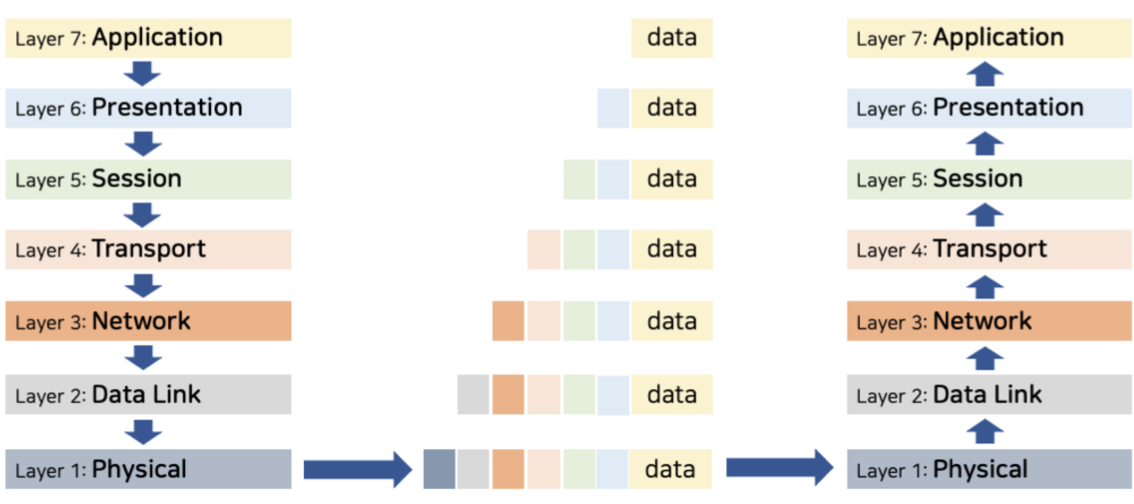 Layer 7: Application
data
Layer 7: Application
Layer 6: Presentation
data
Layer 6: Presentation
Layer 5: Session
data
Layer 5: Session
Layer 4: Transport
data
Layer 4: Transport
Layer 3: Network
data
Layer 3: Network
Layer 2: Data Link
data
Layer 2: Data Link
Layer 1: Physical
data
Layer 1: Physical